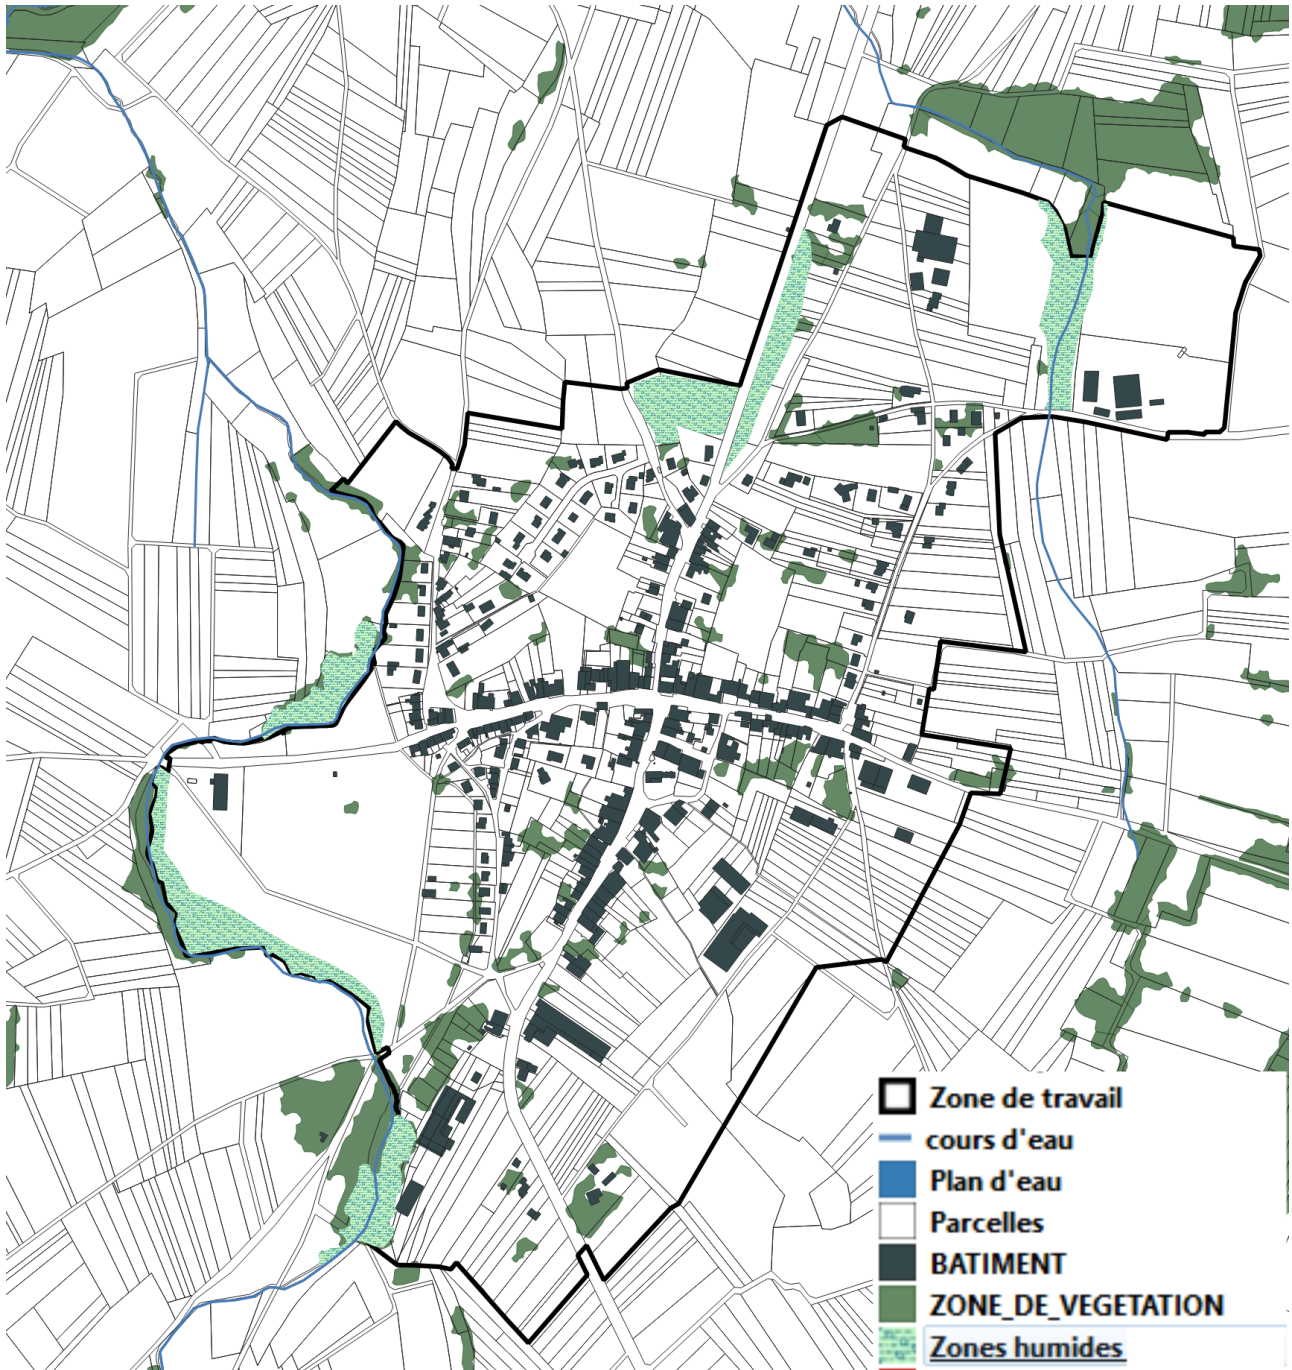 Zone de travail
cours d'eau
Plan d'eau
Parcelles
BATIMENT
ZONE_DE_VEGETATION
Zones humides